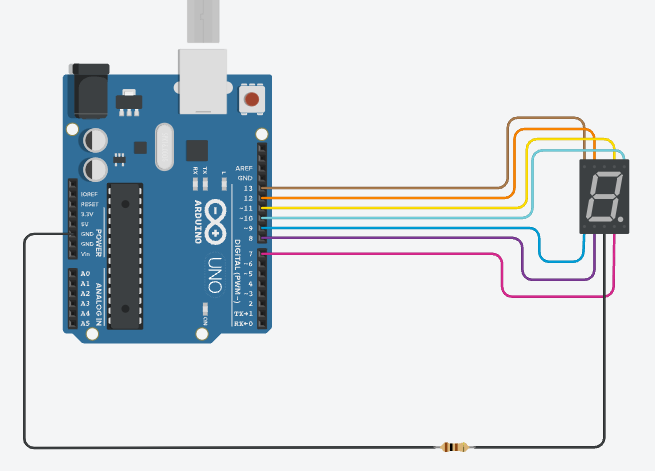 AREF
GND
13
12
~11
~10
~9
8
7
~6
~5
4
~3
2
TX→1
RX←0
DIGITAL (PWM~)
RX
TX
L
ARDUINO
UNO
ON
IOREF
RESET
3.3V
5V
GND
GND
Vin
POWER
A0
A1
A2
A3
A4
A5
ANALOG IN